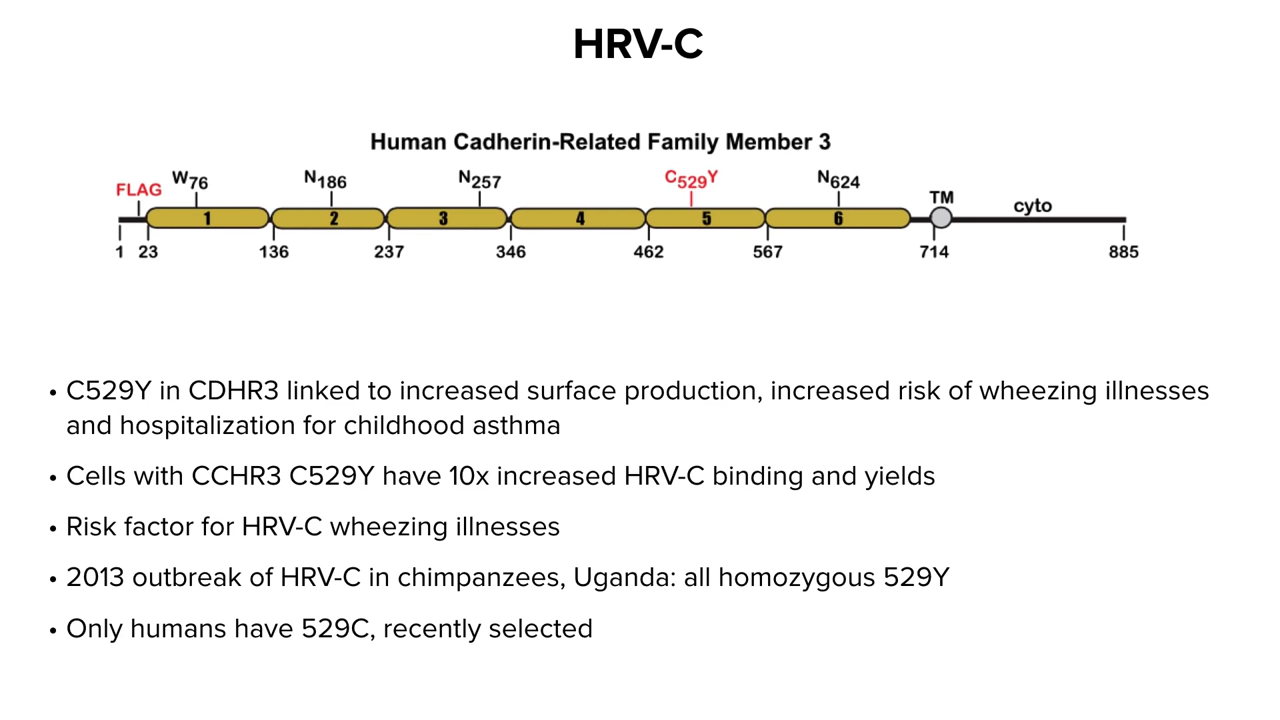 HRV-C
Human Cadherin-Related Family Member 3
FLAG W76 N186 N257 C529Y N624 TM cyto
1 2 3 4 5 6
1 23 136 237 346 462 567 714 885
• C529Y in CDHR3 linked to increased surface production, increased risk of wheezing illnesses
and hospitalization for childhood asthma
• Cells with CCHR3 C529Y have 10x increased HRV-C binding and yields
• Risk factor for HRV-C wheezing illnesses
• 2013 outbreak of HRV-C in chimpanzees, Uganda: all homozygous 529Y
• Only humans have 529C, recently selected